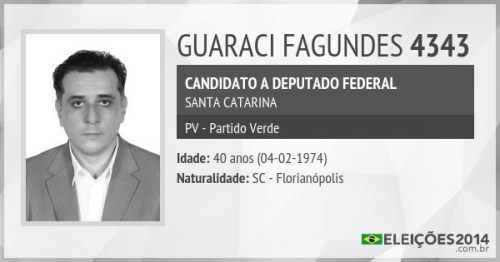 GUARACI FAGUNDES 4343
CANDIDATO A DEPUTADO FEDERAL
SANTA CATARINA
PV - Partido Verde
Idade: 40 anos (04-02-1974)
Naturalidade: SC - Florianópolis
ELEIÇÕES2014
.com.br